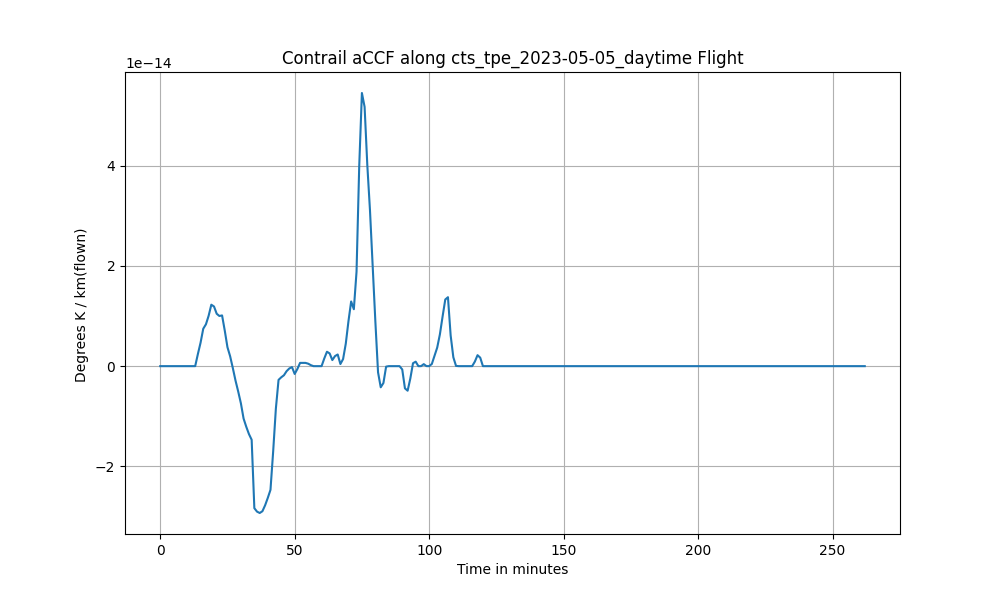 Contrail aCCF along cts_tpe_2023-05-05_daytime Flight
1e−14
4
2
0
−2
Degrees K / km(flown)
0 50 100 150 200 250
Time in minutes